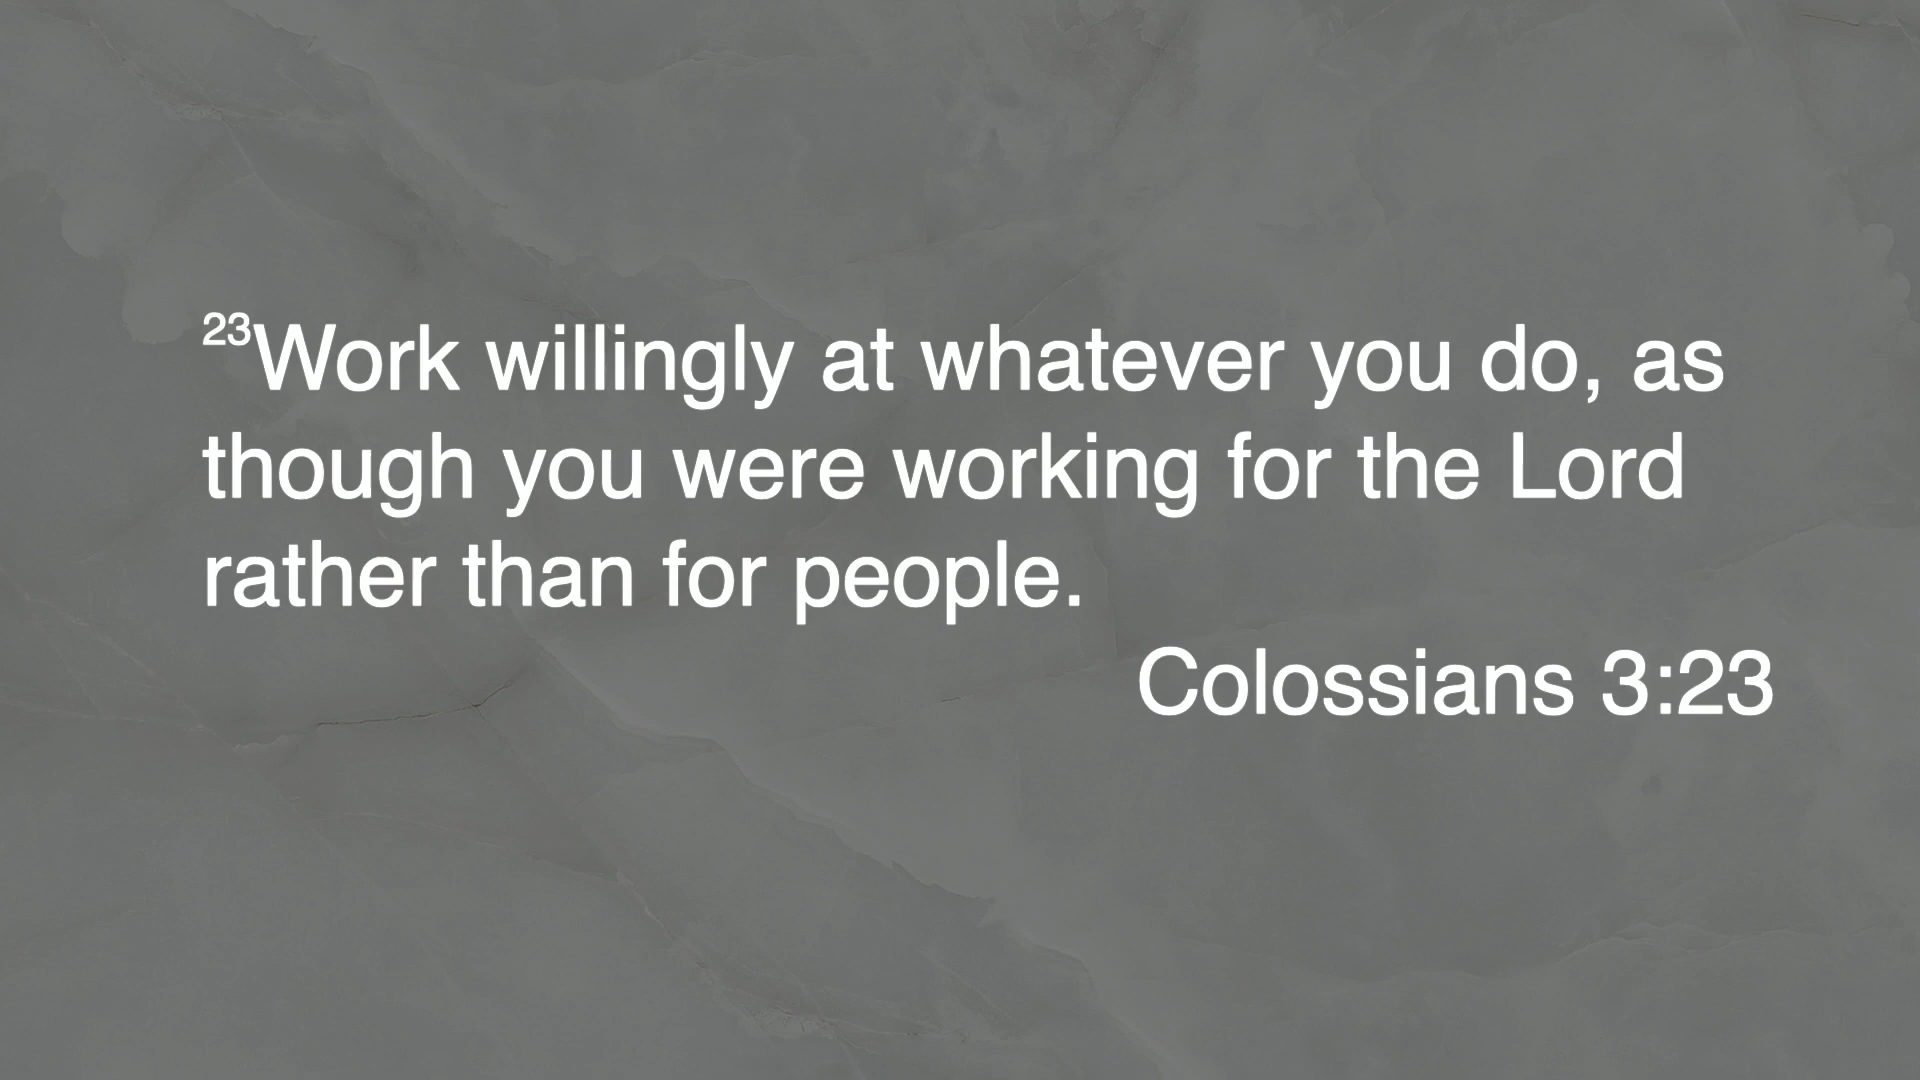 23Work willingly at whatever you do, as
though you were working for the Lord
rather than for people.
Colossians 3:23